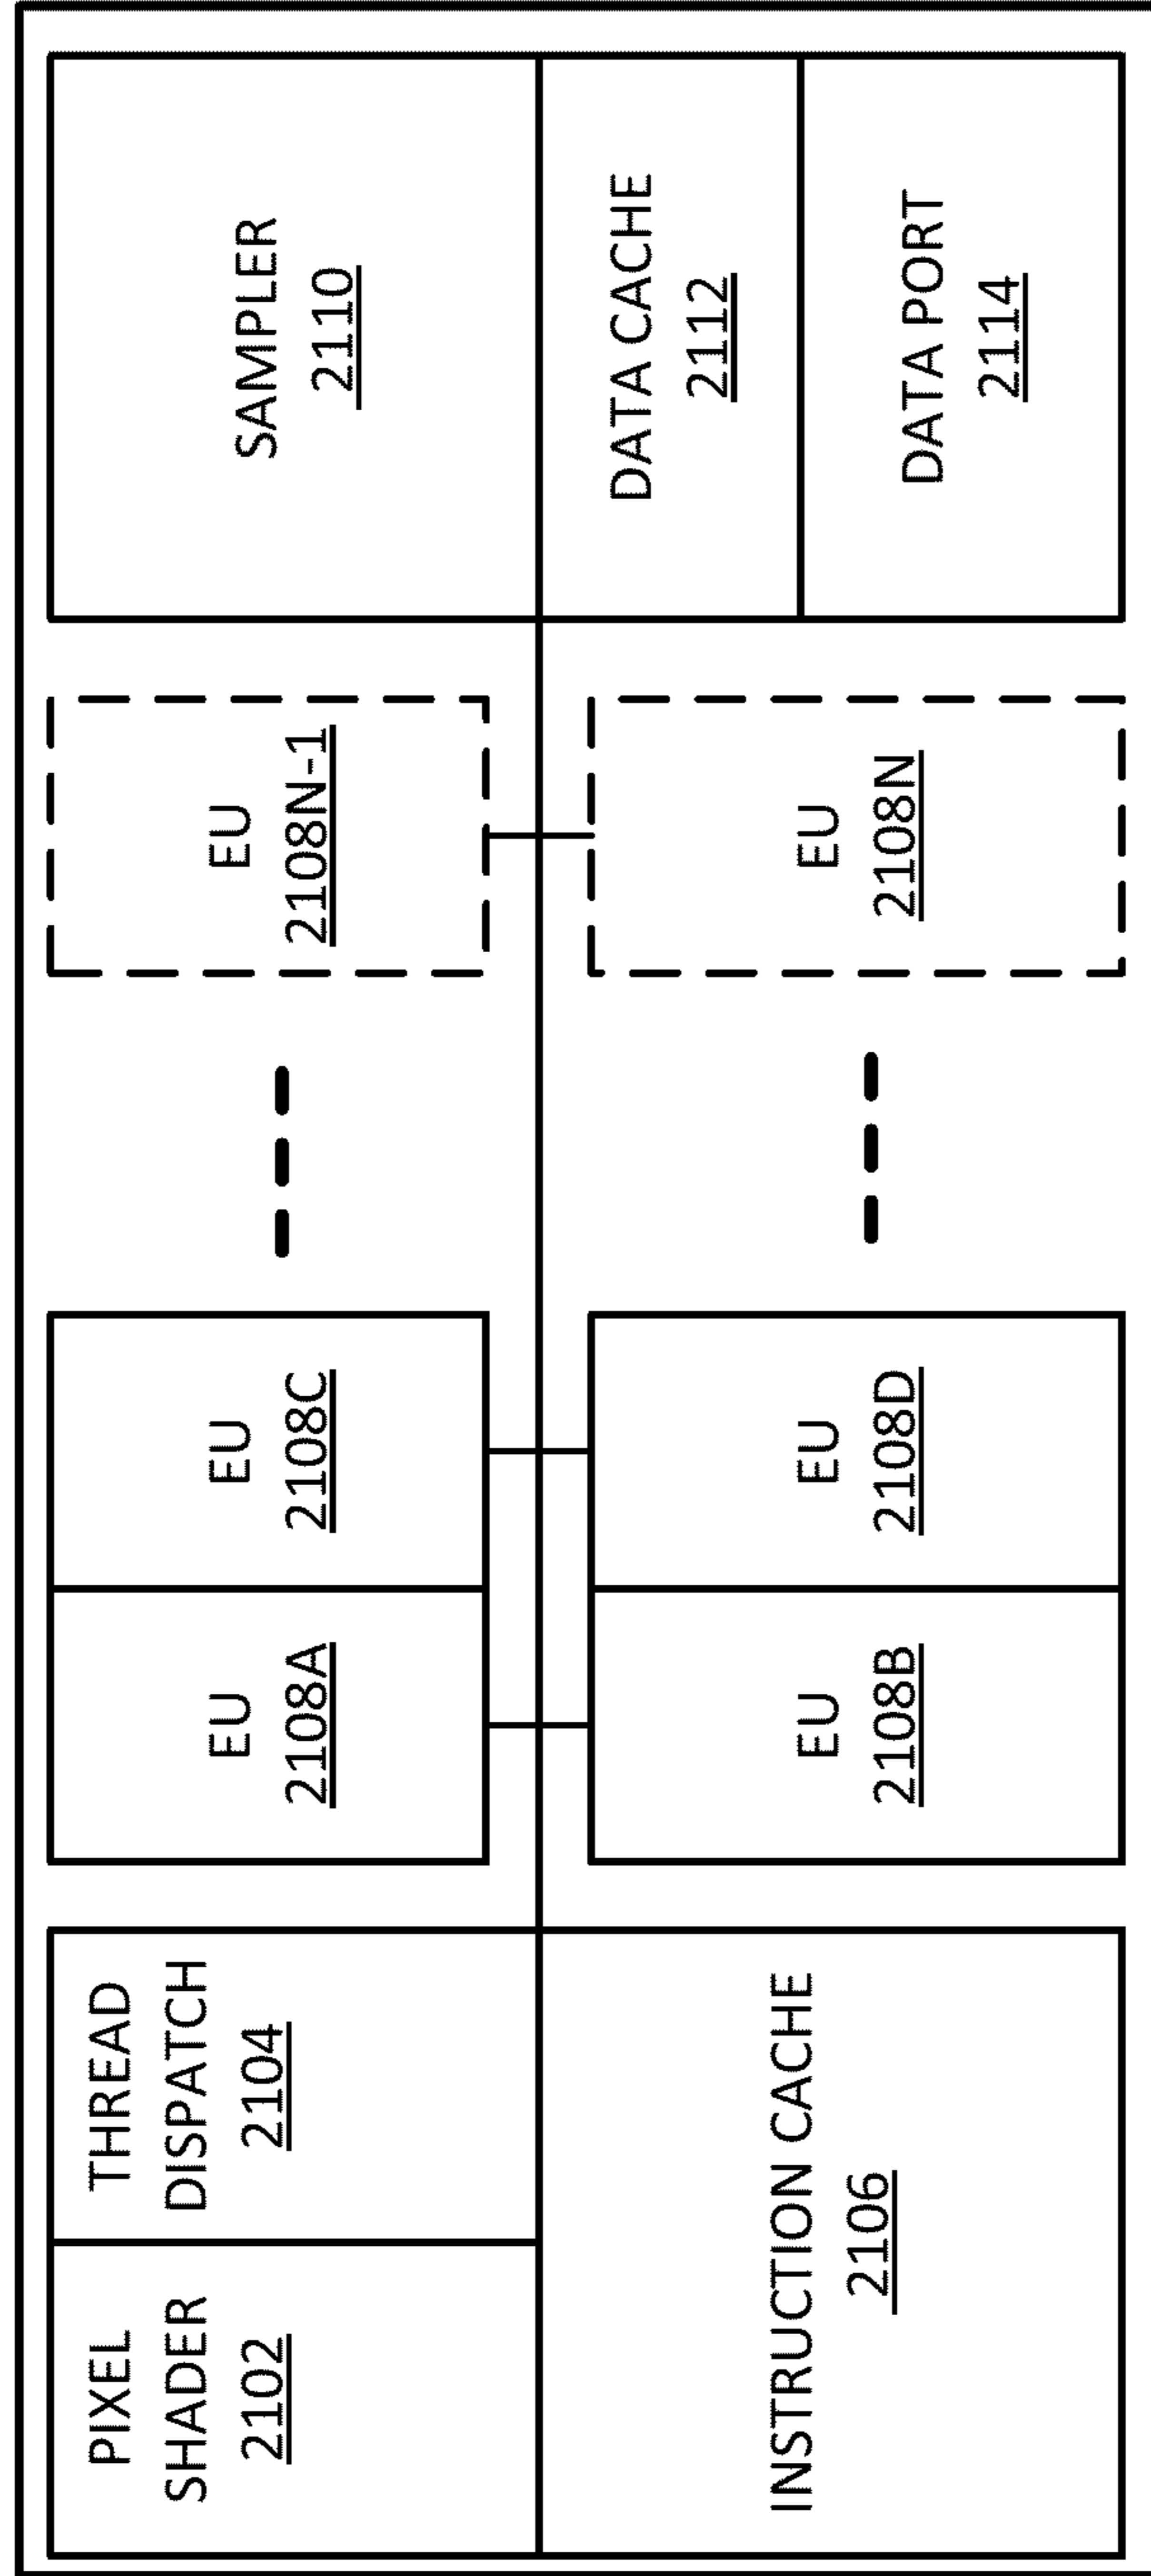 PIXEL
SHADER
2102
THREAD
DISPATCH
2104
INSTRUCTION CACHE
2106
EU
2108A
EU
2108C
EU
2108B
EU
2108D
EU
2108N-1
EU
2108N
SAMPLER
2110
DATA CACHE
2112
DATA PORT
2114